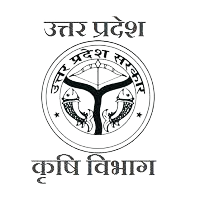 उत्तर प्रदेश
उत्तर प्रदेश सरकार
कृषि विभाग